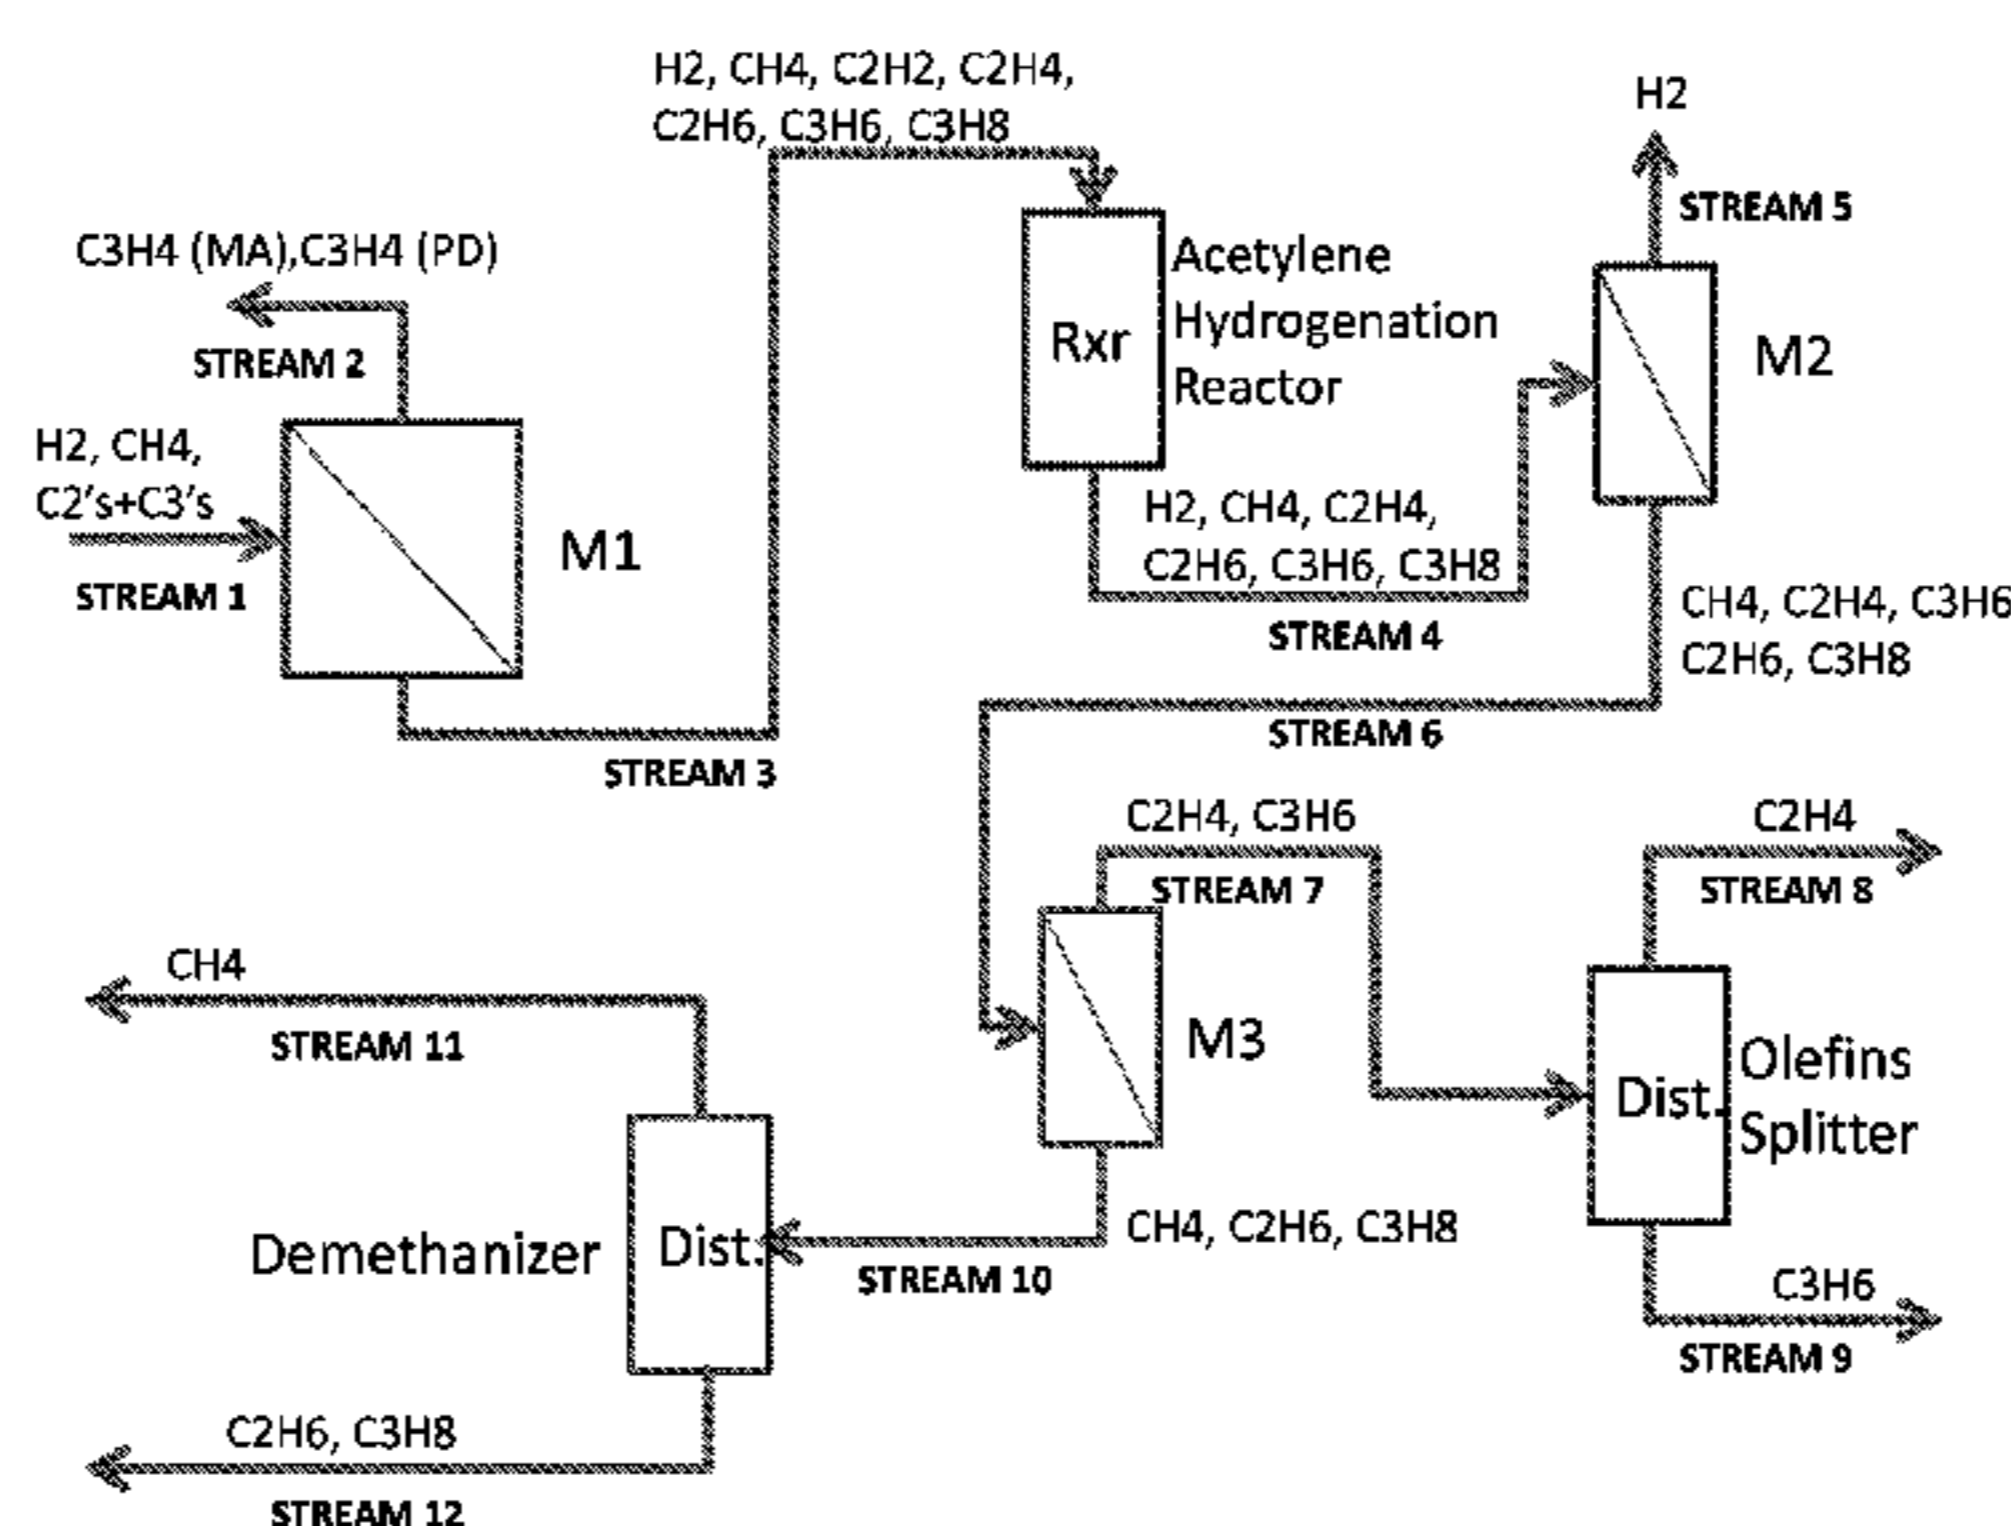 H2, CH4, C2H2, C2H4,
C2H6, C3H6, C3H8
H2
STREAM 5
C3H4 (MA),C3H4 (PD)
STREAM 2
Acetylene
Hydrogenation
Reactor
Rxr
M2
H2, CH4,
C2's+C3's
STREAM 1
M1
H2, CH4, C2H4,
C2H6, C3H6, C3H8
STREAM 4
CH4, C2H4, C3H6
C2H6, C3H8
STREAM 6
STREAM 3
C2H4, C3H6
STREAM 7
C2H4
STREAM 8
CH4
STREAM 11
M3
Dist.
Olefins
Splitter
Demethanizer
Dist.
CH4, C2H6, C3H8
STREAM 10
C3H6
STREAM 9
C2H6, C3H8
STREAM 12